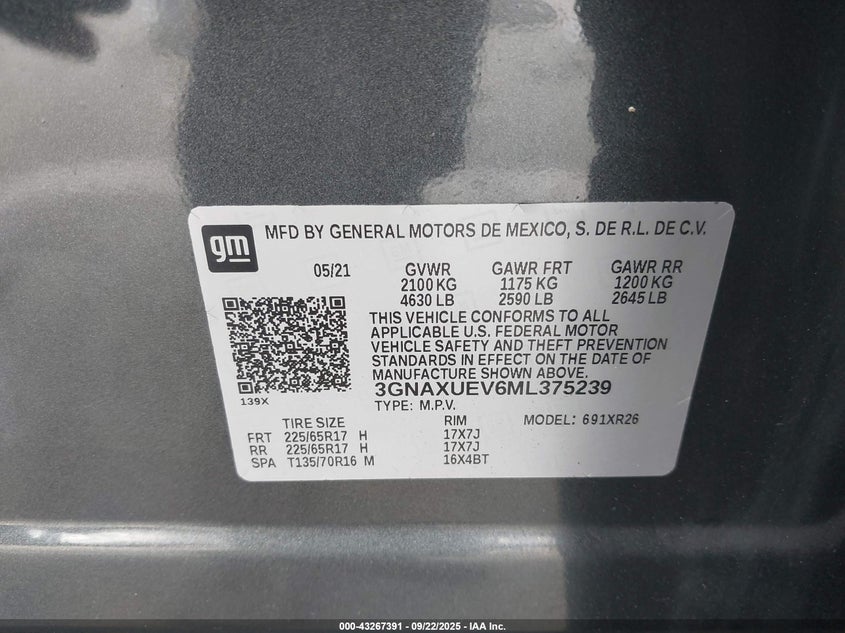 gm
MFD BY GENERAL MOTORS DE MEXICO, S. DE R.L. DE C.V.
05/21 GVWR GAWR FRT GAWR RR
2100 KG 1175 KG 1200 KG
4630 LB 2590 LB 2645 LB
THIS VEHICLE CONFORMS TO ALL
APPLICABLE U.S. FEDERAL MOTOR
VEHICLE SAFETY AND THEFT PREVENTION
STANDARDS IN EFFECT ON THE DATE OF
MANUFACTURE SHOWN ABOVE.
139X
3GNAXUEV6ML375239
TYPE: M.P.V.
TIRE SIZE RIM MODEL: 691XR26
FRT 225/65R17 H 17X7J
RR 225/65R17 H 17X7J
SPA T135/70R16 M 16X4BT
000-43267391 - 09/22/2025 - IAA Inc.